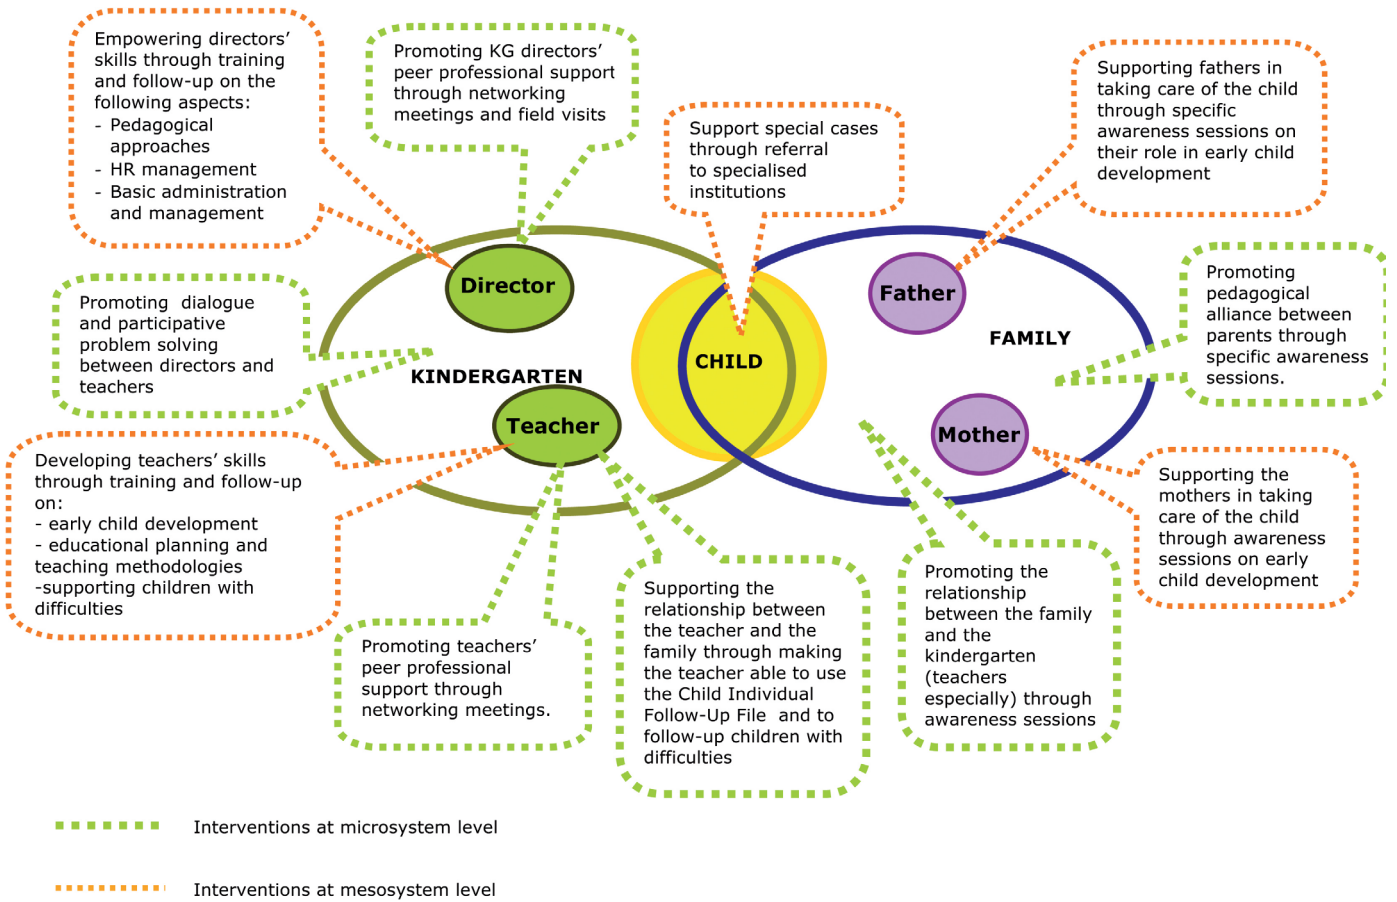 Empowering directors’
skills through training
and follow-up on the
following aspects:
- Pedagogical
approaches
- HR management
- Basic administration
and management
Promoting KG directors’
peer professional support
through networking
meetings and field visits
Support special cases
through referral
to specialised
institutions
Supporting fathers in
taking care of the child
through specific
awareness sessions on
their role in early child
development
Promoting dialogue
and participative
problem solving
between directors and
teachers
Director
KINDERGARTEN
Teacher
CHILD
Father
FAMILY
Mother
Promoting
pedagogical
alliance between
parents through
specific awareness
sessions.
Developing teachers’ skills
through training and follow-up
on:
- early child development
- educational planning and
teaching methodologies
-supporting children with
difficulties
Promoting teachers’
peer professional
support through
networking meetings.
Supporting the
relationship between
the teacher and the
family through making
the teacher able to use
the Child Individual
Follow-Up File and to
follow-up children with
difficulties
Promoting the
relationship
between the family
and the
kindergarten
(teachers
especially) through
awareness sessions
Supporting the
mothers in taking
care of the child
through awareness
sessions on early
child development
Interventions at microsystem level
Interventions at mesosystem level